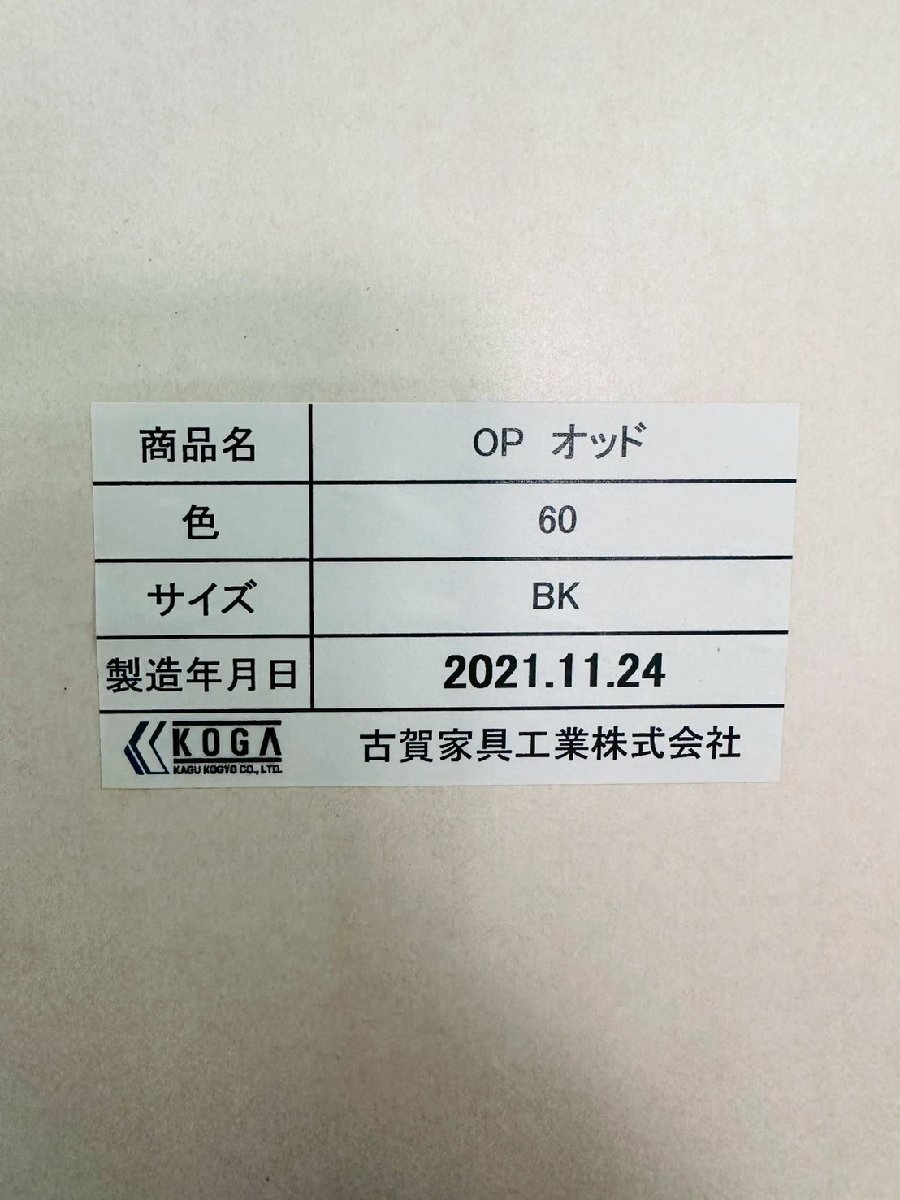 商品名 OP オッド
色 60
サイズ BK
製造年月日 2021.11.24
KOGA 古賀家具工業株式会社
KAGU KOGYO CO., LTD.